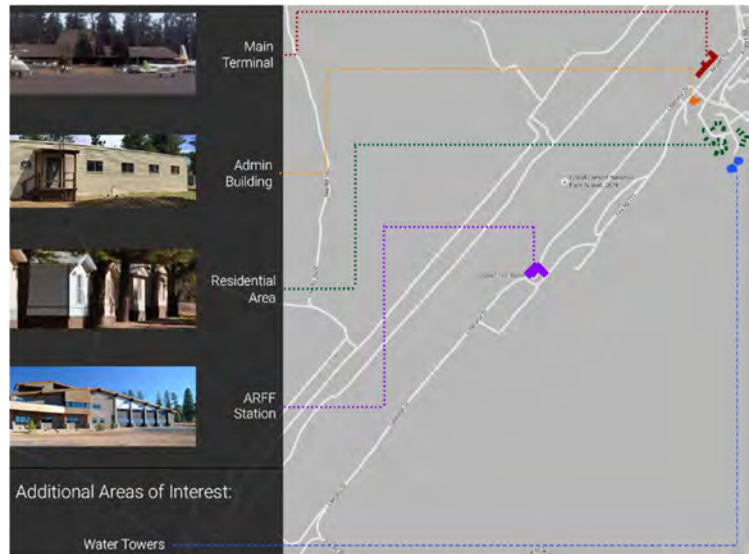 Main
Terminal
Admin
Building
Residential
Area
ARFF
Station
Additional Areas of Interest:
Water Towers